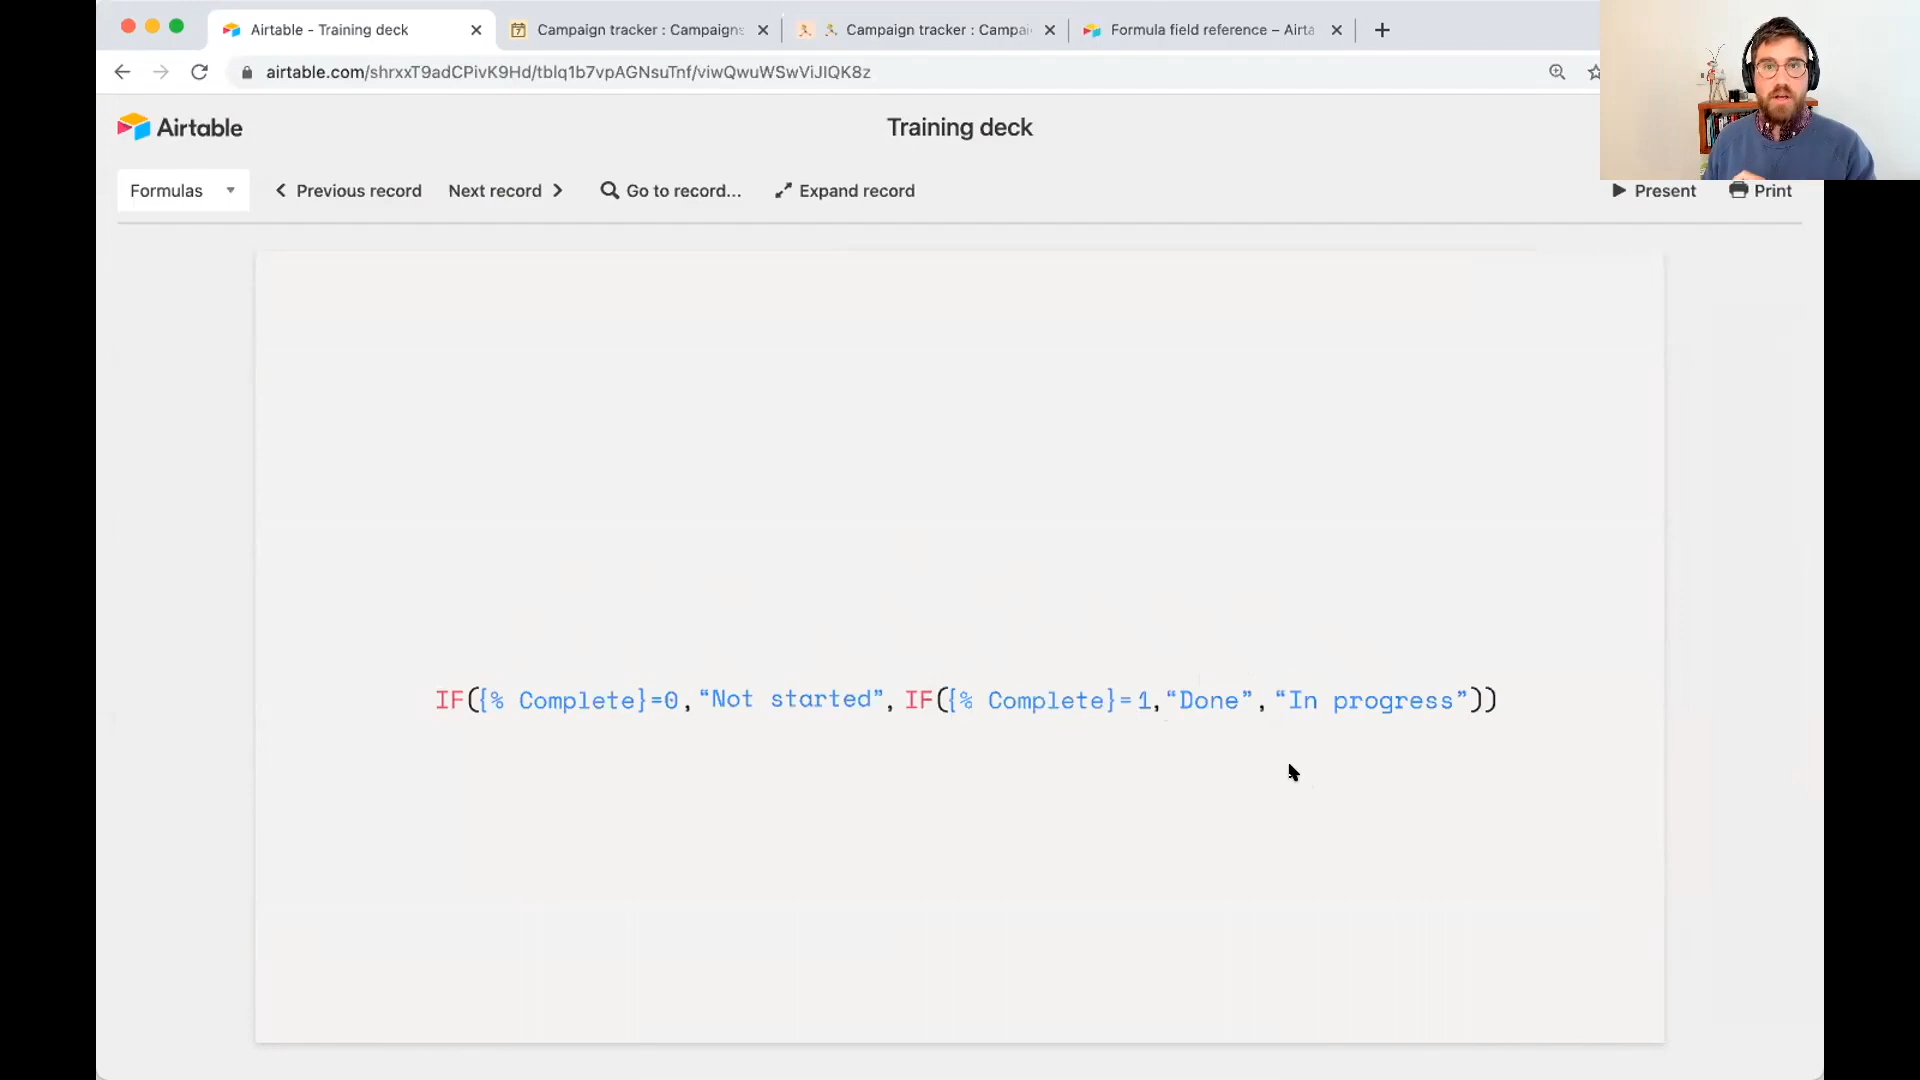 Airtable - Training deck
Campaign tracker : Campaigns
Campaign tracker : Campai
Formula field reference – Airta
airtable.com/shrxxT9adCPivK9Hd/tblq1b7vpAGNsuTnf/viwQwuWSwViJIQK8z
Airtable
Training deck
Formulas
Previous record
Next record
Go to record...
Expand record
Present
Print
IF({% Complete}=0,“Not started”, IF({% Complete}=1,“Done”, “In progress”))